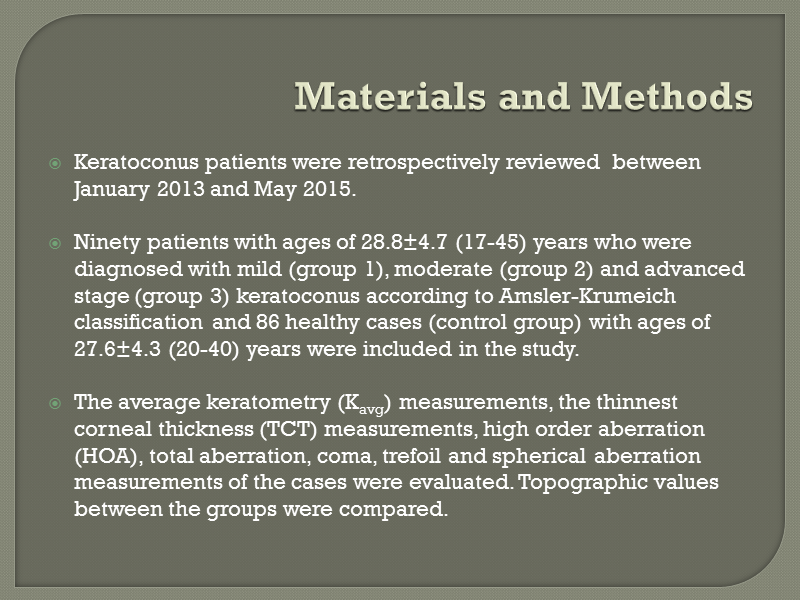 Materials and Methods
Keratoconus patients were retrospectively reviewed between
January 2013 and May 2015.
Ninety patients with ages of 28.8±4.7 (17-45) years who were
diagnosed with mild (group 1), moderate (group 2) and advanced
stage (group 3) keratoconus according to Amsler-Krumeich
classification and 86 healthy cases (control group) with ages of
27.6±4.3 (20-40) years were included in the study.
The average keratometry (Kavg) measurements, the thinnest
corneal thickness (TCT) measurements, high order aberration
(HOA), total aberration, coma, trefoil and spherical aberration
measurements of the cases were evaluated. Topographic values
between the groups were compared.